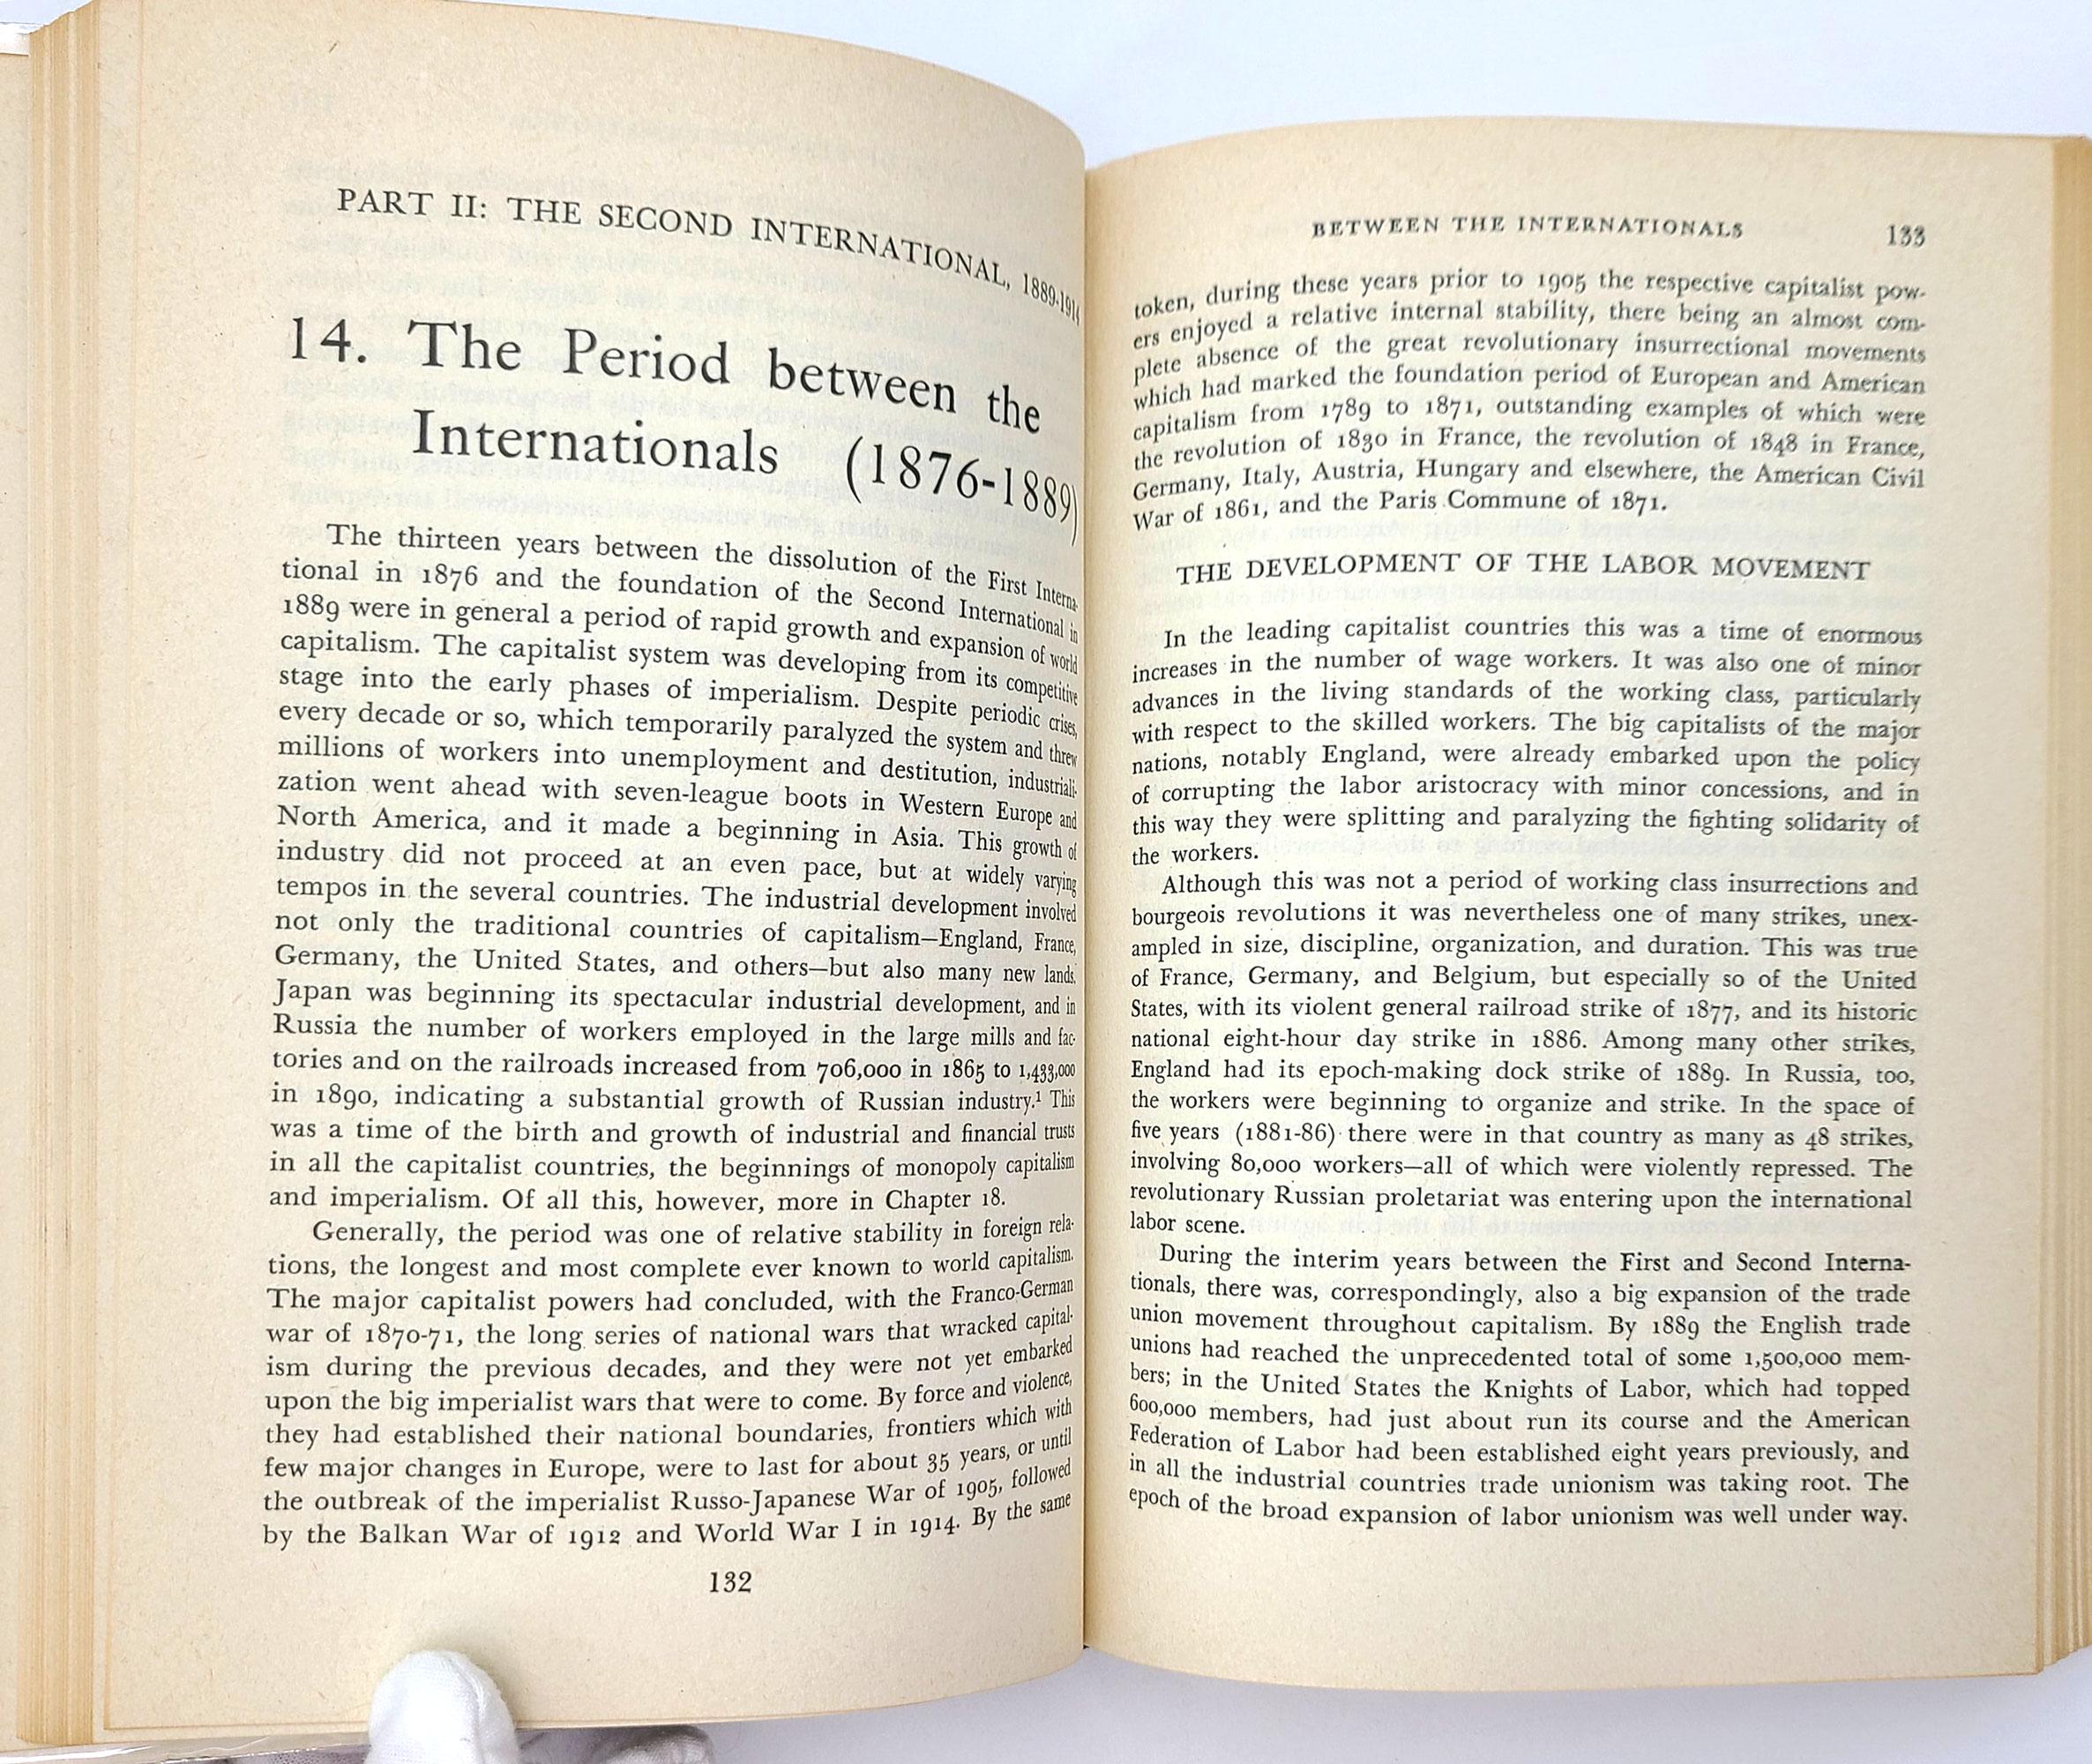 PART II: THE SECOND INTERNATIONAL, 1889-1914
14. The Period between the
Internationals (1876-1889)
The thirteen years between the dissolution of the First Interna-
tional in 1876 and the foundation of the Second International in
1889 were in general a period of rapid growth and expansion of world
capitalism. The capitalist system was developing from its competitive
stage into the early phases of imperialism. Despite periodic crises,
every decade or so, which temporarily paralyzed the system and threw
millions of workers into unemployment and destitution, industriali-
zation went ahead with seven-league boots in Western Europe and
North America, and it made a beginning in Asia. This growth of
industry did not proceed at an even pace, but at widely varying
tempos in the several countries. The industrial development involved
not only the traditional countries of capitalism—England, France,
Germany, the United States, and others—but also many new lands.
Japan was beginning its spectacular industrial development, and in
Russia the number of workers employed in the large mills and fac-
tories and on the railroads increased from 706,000 in 1865 to 1,433,000
in 1890, indicating a substantial growth of Russian industry.¹ This
was a time of the birth and growth of industrial and financial trusts
in all the capitalist countries, the beginnings of monopoly capitalism
and imperialism. Of all this, however, more in Chapter 18.
Generally, the period was one of relative stability in foreign rela-
tions, the longest and most complete ever known to world capitalism.
The major capitalist powers had concluded, with the Franco-German
war of 1870-71, the long series of national wars that wracked capital-
ism during the previous decades, and they were not yet embarked
upon the big imperialist wars that were to come. By force and violence,
they had established their national boundaries, frontiers which with
few major changes in Europe, were to last for about 35 years, or until
the outbreak of the imperialist Russo-Japanese War of 1905, followed
by the Balkan War of 1912 and World War I in 1914. By the same
132
BETWEEN THE INTERNATIONALS 133
token, during these years prior to 1905 the respective capitalist pow-
ers enjoyed a relative internal stability, there being an almost com-
plete absence of the great revolutionary insurrectional movements
which had marked the foundation period of European and American
capitalism from 1789 to 1871, outstanding examples of which were
the revolution of 1830 in France, the revolution of 1848 in France,
Germany, Italy, Austria, Hungary and elsewhere, the American Civil
War of 1861, and the Paris Commune of 1871.
THE DEVELOPMENT OF THE LABOR MOVEMENT
In the leading capitalist countries this was a time of enormous
increases in the number of wage workers. It was also one of minor
advances in the living standards of the working class, particularly
with respect to the skilled workers. The big capitalists of the major
nations, notably England, were already embarked upon the policy
of corrupting the labor aristocracy with minor concessions, and in
this way they were splitting and paralyzing the fighting solidarity of
the workers.
Although this was not a period of working class insurrections and
bourgeois revolutions it was nevertheless one of many strikes, unex-
ampled in size, discipline, organization, and duration. This was true
of France, Germany, and Belgium, but especially so of the United
States, with its violent general railroad strike of 1877, and its historic
national eight-hour day strike in 1886. Among many other strikes,
England had its epoch-making dock strike of 1889. In Russia, too,
the workers were beginning to organize and strike. In the space of
five years (1881-86) there were in that country as many as 48 strikes,
involving 80,000 workers—all of which were violently repressed. The
revolutionary Russian proletariat was entering upon the international
labor scene.
During the interim years between the First and Second Interna-
tionals, there was, correspondingly, also a big expansion of the trade
union movement throughout capitalism. By 1889 the English trade
unions had reached the unprecedented total of some 1,500,000 mem-
bers; in the United States the Knights of Labor, which had topped
600,000 members, had just about run its course and the American
Federation of Labor had been established eight years previously, and
in all the industrial countries trade unionism was taking root. The
epoch of the broad expansion of labor unionism was well under way.